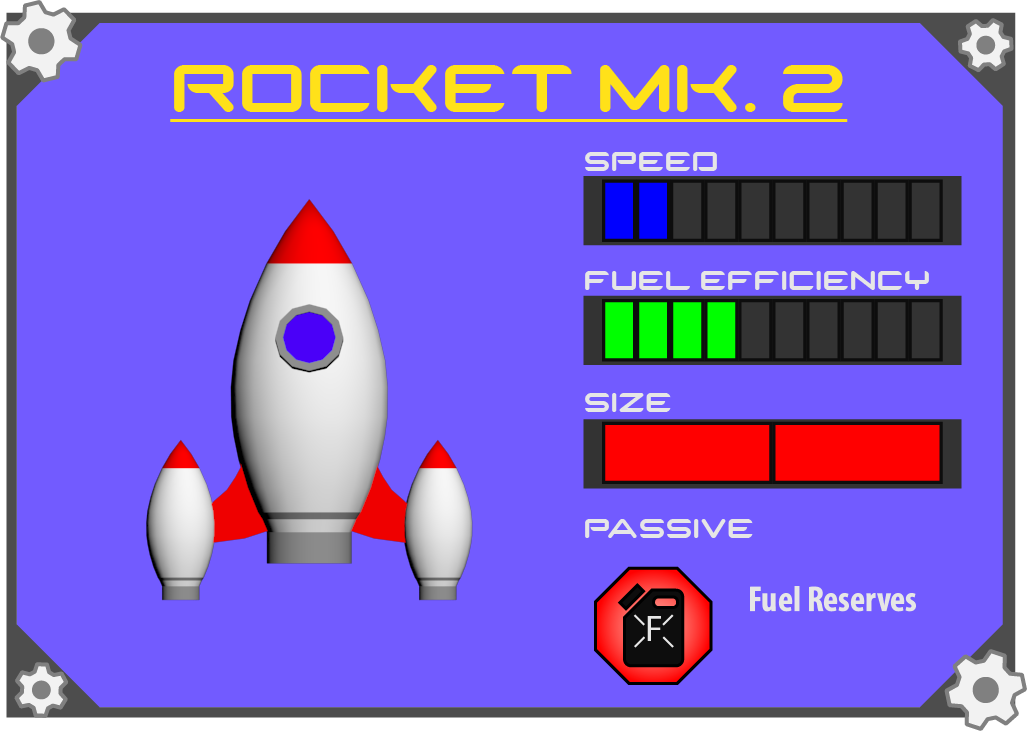 ROCKET MK. 2
SPEED
FUEL EFFICIENCY
SIZE
PASSIVE
Fuel Reserves
F